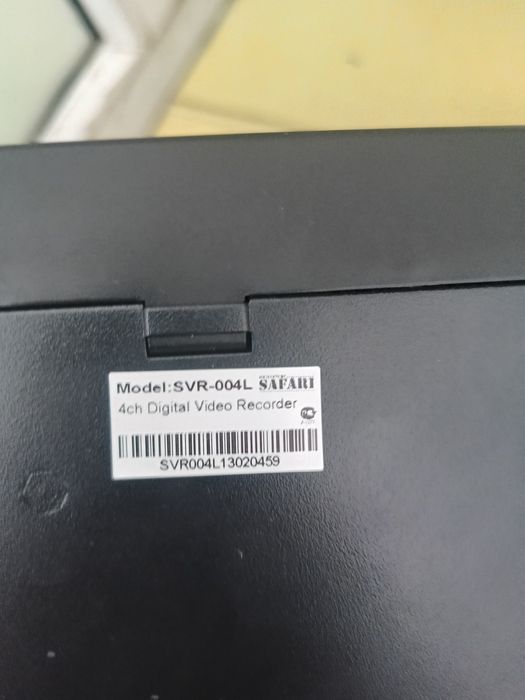 Model:SVR-004L SAFARI
4ch Digital Video Recorder
SVR004L13020459